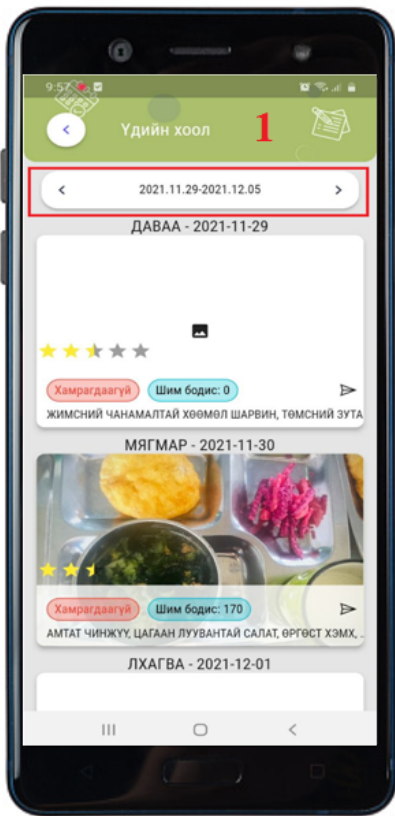 9:57
Үдийн хоол
1
2021.11.29-2021.12.05
ДАВАА - 2021-11-29
Хамрагдаагүй
Шим бодис: 0
ЖИМСНИЙ ЧАНАМАЛТАЙ ХӨӨМӨЛ ШАРВИН, ТӨМСНИЙ ЗУТА
МЯГМАР - 2021-11-30
Хамрагдаагүй
Шим бодис: 170
АМТАТ ЧИНЖҮҮ, ЦАГААН ЛУУВАНТАЙ САЛАТ, ӨРГӨСТ ХЭМХ, ..
ЛХАГВА - 2021-12-01